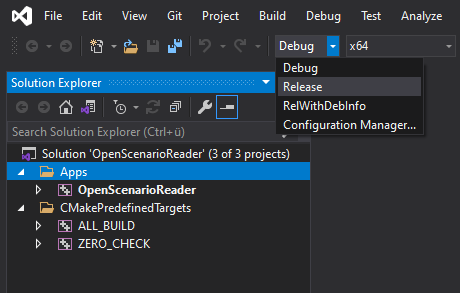 File Edit View Git Project Build Debug Test Analyze
Debug x64
Debug
Release
RelWithDebInfo
Configuration Manager...
Solution Explorer
Search Solution Explorer (Ctrl+ü)
Solution 'OpenScenarioReader' (3 of 3 projects)
Apps
OpenScenarioReader
CMakePredefinedTargets
ALL_BUILD
ZERO_CHECK